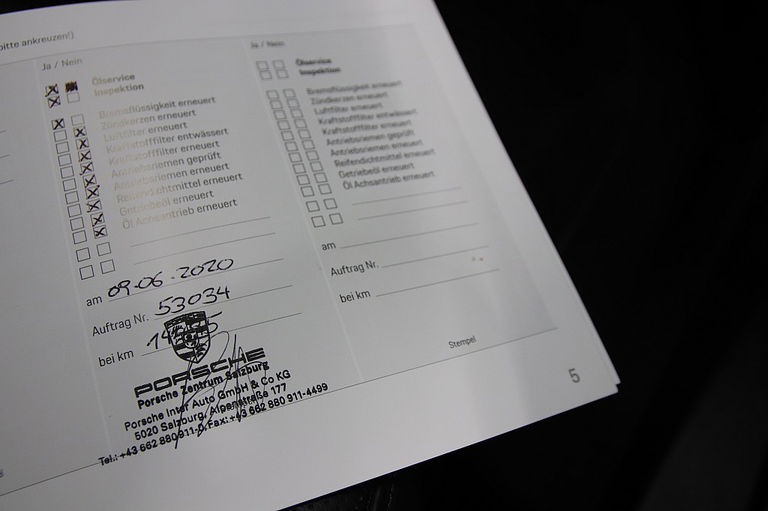 bitte ankreuzen!)
Ja / Nein
Ölservice
Inspektion
Bremsflüssigkeit erneuert
Zündkerzen erneuert
Luftfilter erneuert
Kraftstofffilter entwässert
Kraftstofffilter erneuert
Antriebsriemen geprüft
Antriebsriemen erneuert
Reifendichtmittel erneuert
Getriebeöl erneuert
Öl Achsantrieb erneuert
am 09-06-2020
Auftrag Nr. 53034
bei km
PORSCHE
Porsche Zentrum Salzburg
Porsche Inter Auto GmbH & Co KG
5020 Salzburg, Alpenstraße 177
Tel.: +43 662 880 911-0, Fax: +43 662 880 911-4499
Ja / Nein
Ölservice
Inspektion
Bremsflüssigkeit erneuert
Zündkerzen erneuert
Luftfilter erneuert
Kraftstofffilter entwässert
Kraftstofffilter erneuert
Antriebsriemen geprüft
Antriebsriemen erneuert
Reifendichtmittel erneuert
Getriebeöl erneuert
Öl Achsantrieb erneuert
am
Auftrag Nr.
bei km
Stempel
5